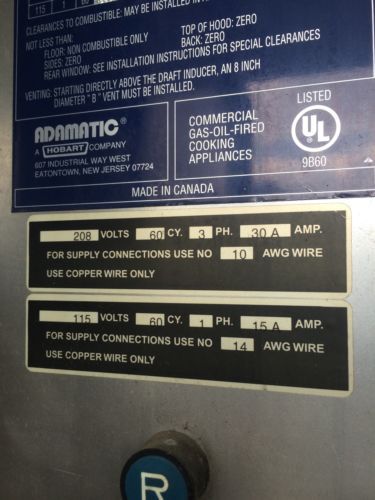 115 1 60
CLEARANCES TO COMBUSTIBLE: MAY BE INSTALLED IN
NOT LESS THAN: TOP OF HOOD: ZERO
FLOOR: NON COMBUSTIBLE ONLY BACK: ZERO
SIDES: ZERO
REAR WINDOW: SEE INSTALLATION INSTRUCTIONS FOR SPECIAL CLEARANCES
VENTING: STARTING DIRECTLY ABOVE THE DRAFT INDUCER, AN 8 INCH
DIAMETER "B" VENT MUST BE INSTALLED.
ADAMATIC®
A HOBART COMPANY
607 INDUSTRIAL WAY WEST
EATONTOWN, NEW JERSEY 07724
COMMERCIAL
GAS-OIL-FIRED
COOKING
APPLIANCES
LISTED
UL ®
9B60
MADE IN CANADA
208 VOLTS 60 CY. 3 PH. 30 A AMP.
FOR SUPPLY CONNECTIONS USE NO 10 AWG WIRE
USE COPPER WIRE ONLY
115 VOLTS 60 CY. 1 PH. 15 A AMP.
FOR SUPPLY CONNECTIONS USE NO 14 AWG WIRE
USE COPPER WIRE ONLY
R